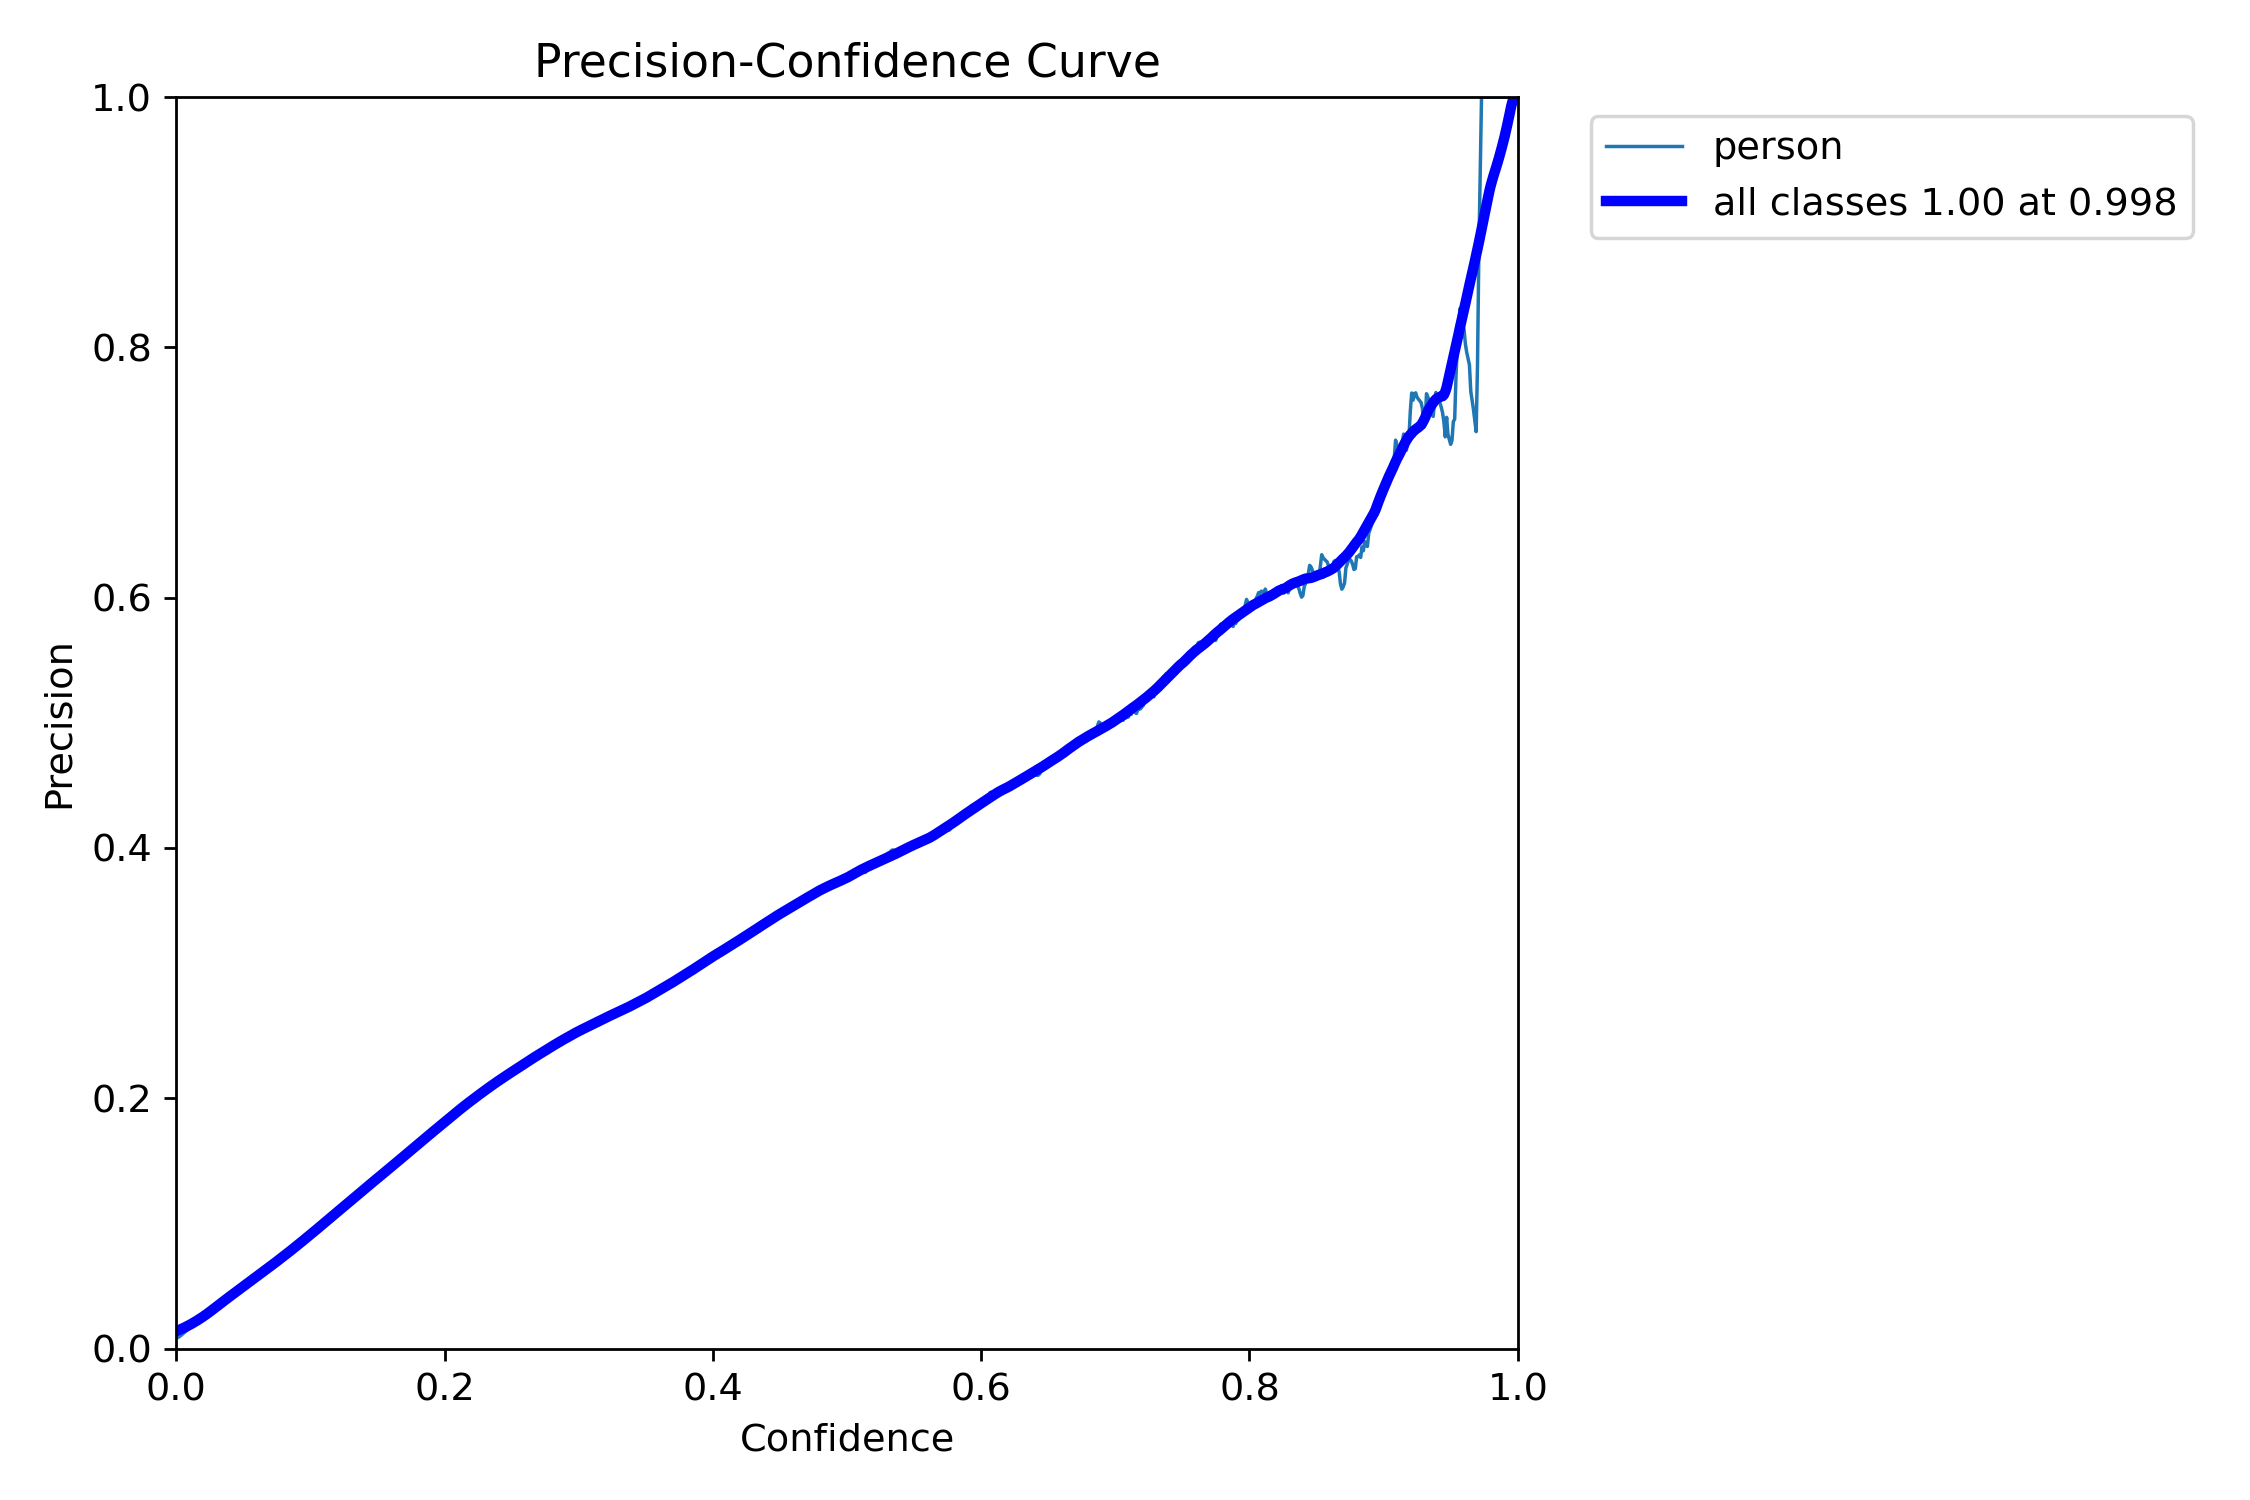 Precision-Confidence Curve
1.0
0.8
0.6
0.4
0.2
0.0
Precision
0.0 0.2 0.4 0.6 0.8 1.0
Confidence
person
all classes 1.00 at 0.998